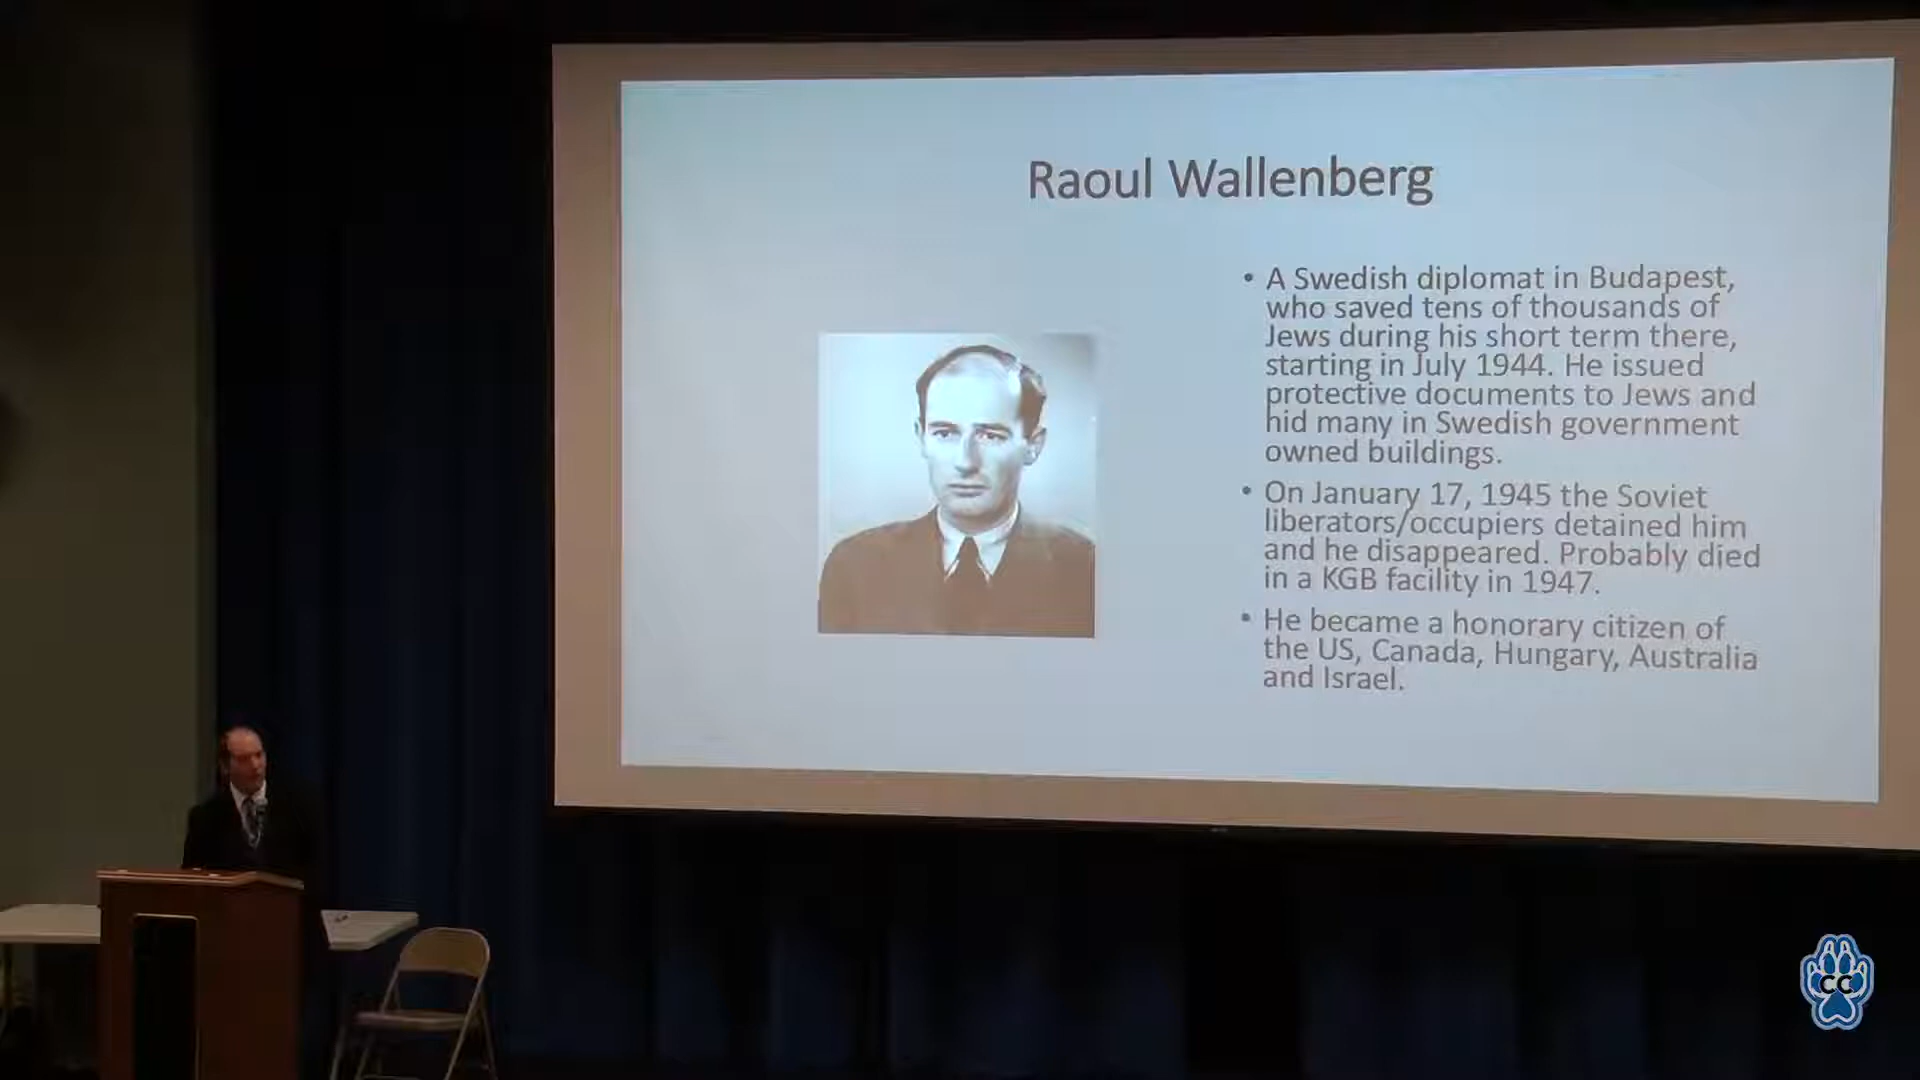 Raoul Wallenberg
• A Swedish diplomat in Budapest,
who saved tens of thousands of
Jews during his short term there,
starting in July 1944. He issued
protective documents to Jews and
hid many in Swedish government
owned buildings.
• On January 17, 1945 the Soviet
liberators/occupiers detained him
and he disappeared. Probably died
in a KGB facility in 1947.
• He became a honorary citizen of
the US, Canada, Hungary, Australia
and Israel.
CC